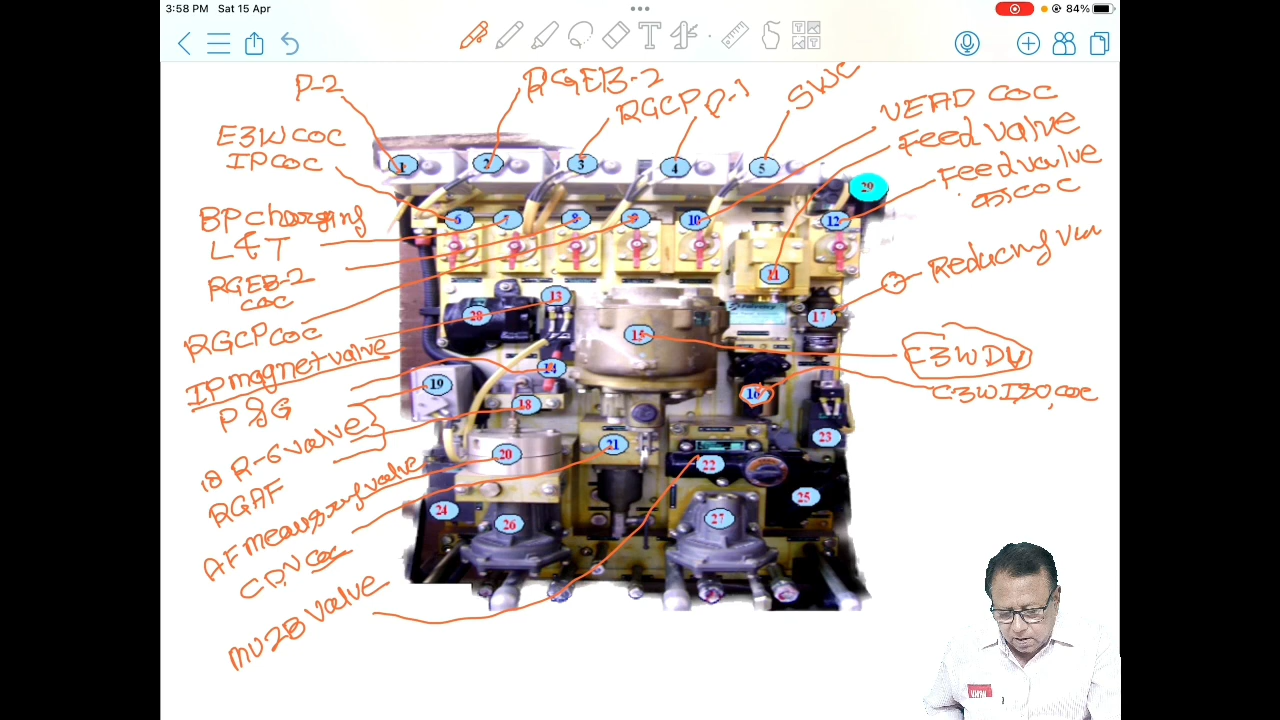 3:58 PM Sat 15 Apr
84%
P-2
RGEB-2
RGCP
P-1
SWC
E3W COC
IP COC
VEAD COC
Feed Valve
Feed valve
COC
BP charging
L&T
RGEB-2
COC
RGCP COC
Reducing
IP magnet valve
P&G
E3W DV
E3W ISO, COC
18 R-6 valve
RGAF
AF measuring valve
COC
MV2B valve
1
2
3
4
5
29
6
7
8
9
10
12
11
13
28
15
17
14
16
19
18
21
23
20
22
24
25
26
27